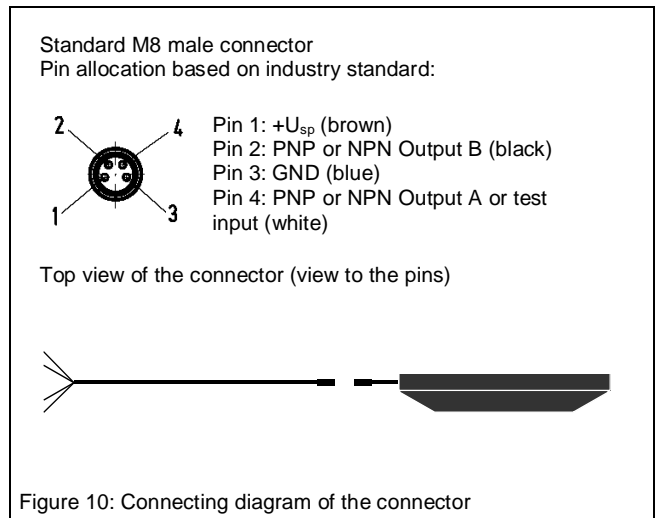 Standard M8 male connector
Pin allocation based on industry standard:
2
4
1
3
Pin 1: +Usp (brown)
Pin 2: PNP or NPN Output B (black)
Pin 3: GND (blue)
Pin 4: PNP or NPN Output A or test
input (white)
Top view of the connector (view to the pins)
Figure 10: Connecting diagram of the connector